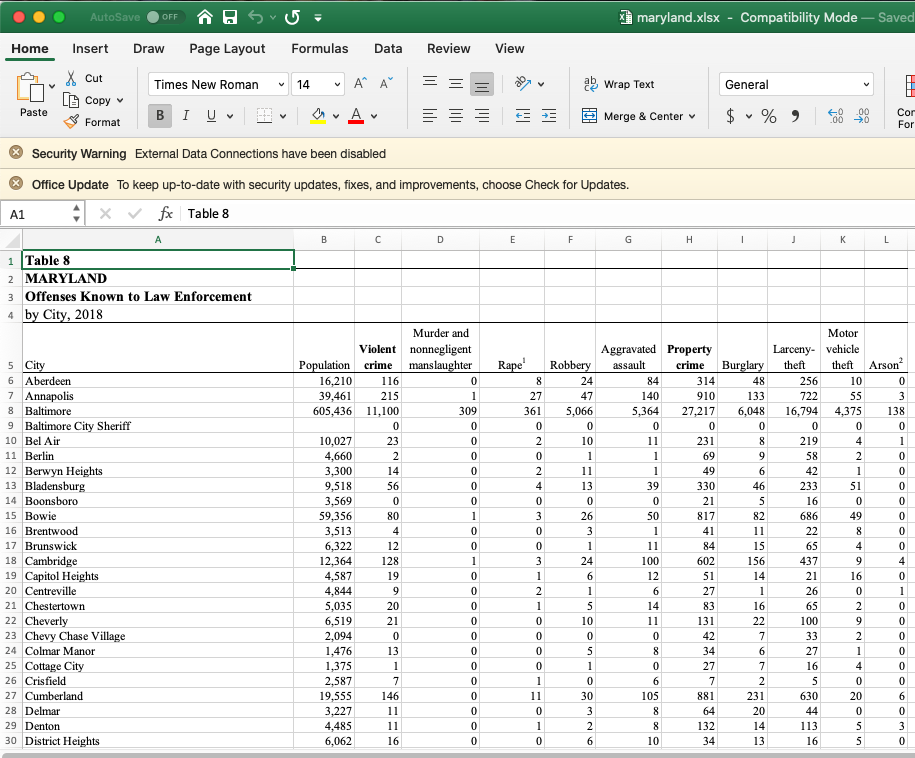 AutoSave OFF maryland.xlsx - Compatibility Mode — Saved
Home Insert Draw Page Layout Formulas Data Review View
Paste Cut Copy Format
Times New Roman 14 A^ A˅
B I U A
ab Wrap Text
Merge & Center
General
$ % 9
Security Warning External Data Connections have been disabled
Office Update To keep up-to-date with security updates, fixes, and improvements, choose Check for Updates.
A1 fx Table 8
A B C D E F G H I J K L
1 Table 8
2 MARYLAND
3 Offenses Known to Law Enforcement
4 by City, 2018
5 City Population Violent crime Murder and nonnegligent manslaughter Rape1 Robbery Aggravated assault Property crime Burglary Larceny-theft Motor vehicle theft Arson2
6 Aberdeen 16,210 116 0 8 24 84 314 48 256 10 0
7 Annapolis 39,461 215 1 27 47 140 910 133 722 55 3
8 Baltimore 605,436 11,100 309 361 5,066 5,364 27,217 6,048 16,794 4,375 138
9 Baltimore City Sheriff 0 0 0 0 0 0 0 0 0 0
10 Bel Air 10,027 23 0 2 10 11 231 8 219 4 1
11 Berlin 4,660 2 0 0 1 1 69 9 58 2 0
12 Berwyn Heights 3,300 14 0 2 11 1 49 6 42 1 0
13 Bladensburg 9,518 56 0 4 13 39 330 46 233 51 0
14 Boonsboro 3,569 0 0 0 0 0 21 5 16 0 0
15 Bowie 59,356 80 1 3 26 50 817 82 686 49 0
16 Brentwood 3,513 4 0 0 3 1 41 11 22 8 0
17 Brunswick 6,322 12 0 0 1 11 84 15 65 4 0
18 Cambridge 12,364 128 1 3 24 100 602 156 437 9 4
19 Capitol Heights 4,587 19 0 1 6 12 51 14 21 16 0
20 Centreville 4,844 9 0 2 1 6 27 1 26 0 1
21 Chestertown 5,035 20 0 1 5 14 83 16 65 2 0
22 Cheverly 6,519 21 0 0 10 11 131 22 100 9 0
23 Chevy Chase Village 2,094 0 0 0 0 0 42 7 33 2 0
24 Colmar Manor 1,476 13 0 0 5 8 34 6 27 1 0
25 Cottage City 1,375 1 0 0 1 0 27 7 16 4 0
26 Crisfield 2,587 7 0 1 0 6 7 2 5 0 0
27 Cumberland 19,555 146 0 11 30 105 881 231 630 20 6
28 Delmar 3,227 11 0 0 3 8 64 20 44 0 0
29 Denton 4,485 11 0 1 2 8 132 14 113 5 3
30 District Heights 6,062 16 0 0 6 10 34 13 16 5 0